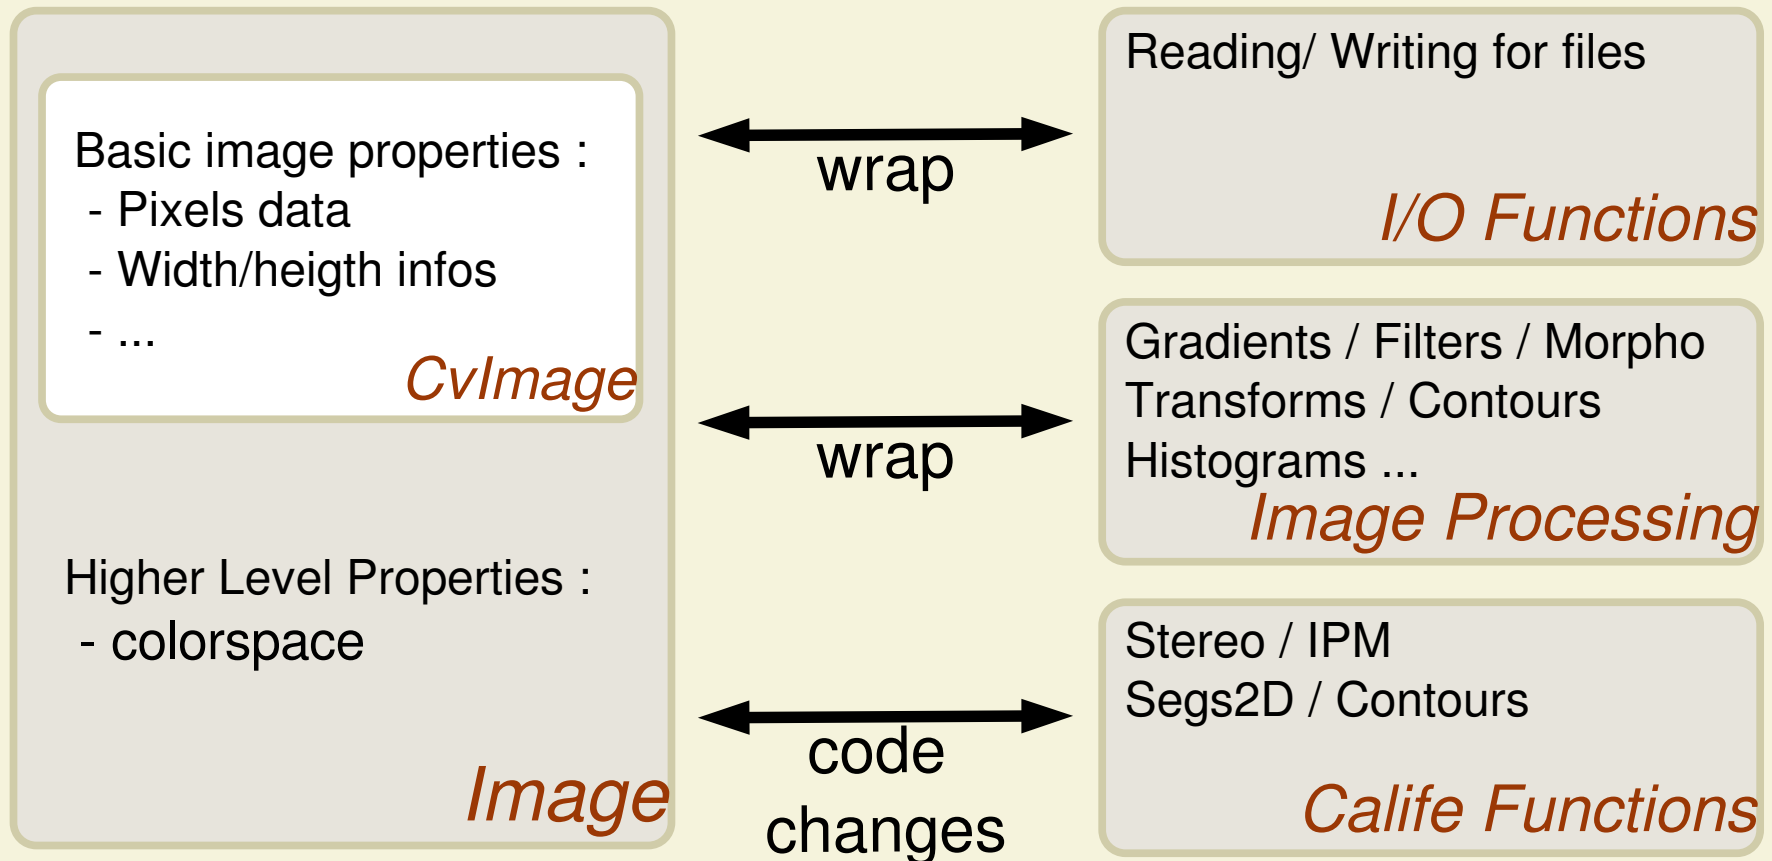 Basic image properties :
- Pixels data
- Width/heigth infos
- ...
CvImage
Higher Level Properties :
- colorspace
Image
wrap
wrap
code
changes
Reading/ Writing for files
I/O Functions
Gradients / Filters / Morpho
Transforms / Contours
Histograms ...
Image Processing
Stereo / IPM
Segs2D / Contours
Calife Functions